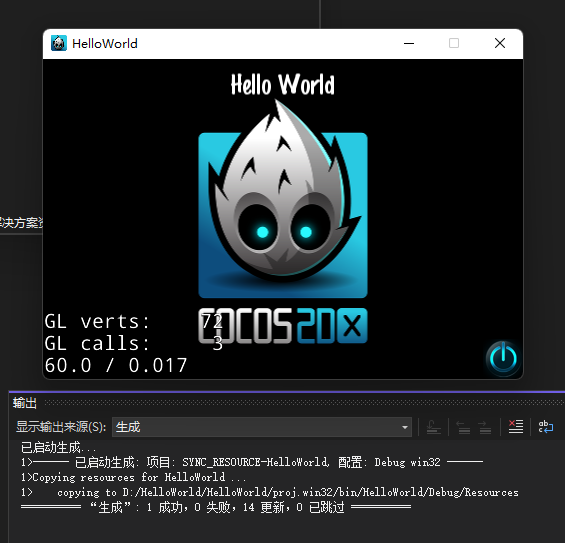 HelloWorld
Hello World
COCOS2DX
解决方案资
GL verts: 72
GL calls: 3
60.0 / 0.017
输出
显示输出来源(S): 生成
已启动生成...
1>------ 已启动生成: 项目: SYNC_RESOURCE-HelloWorld, 配置: Debug win32 ------
1>Copying resources for HelloWorld ...
1> copying to D:/HelloWorld/HelloWorld/proj.win32/bin/HelloWorld/Debug/Resources
========== “生成”: 1 成功，0 失败，14 更新，0 已跳过 ==========